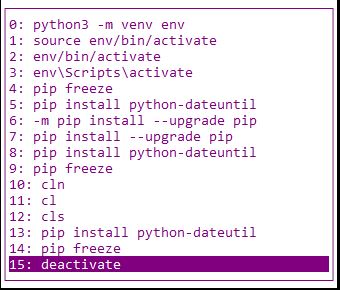 0: python3 -m venv env
1: source env/bin/activate
2: env/bin/activate
3: env\Scripts\activate
4: pip freeze
5: pip install python-dateutil
6: -m pip install --upgrade pip
7: pip install --upgrade pip
8: pip install python-dateutil
9: pip freeze
10: cln
11: cl
12: cls
13: pip install python-dateutil
14: pip freeze
15: deactivate